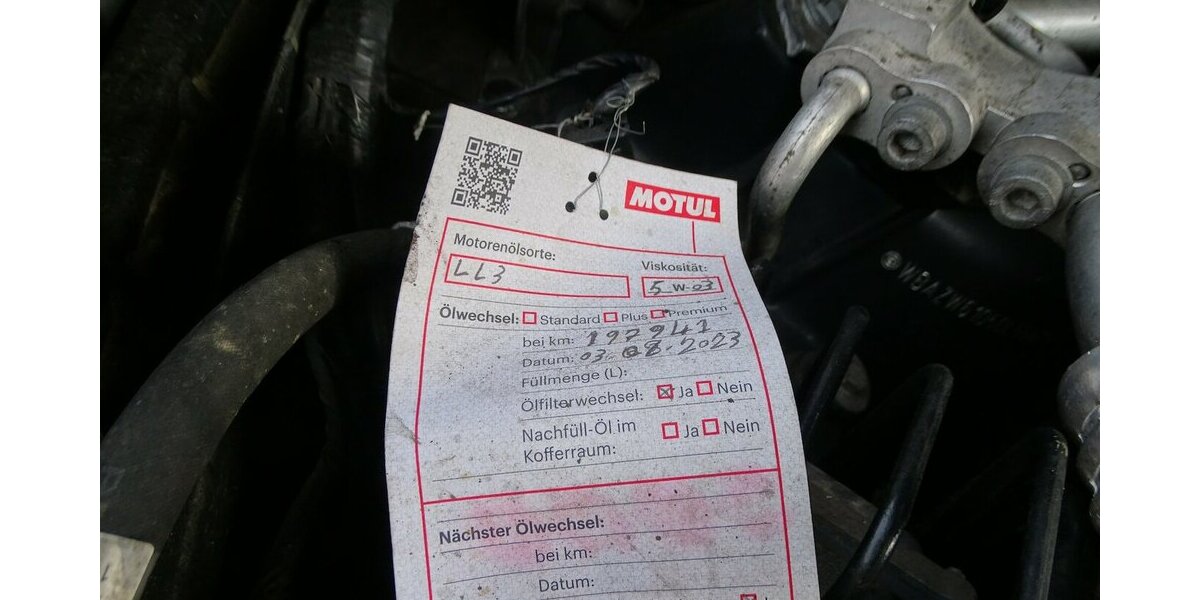 MOTUL
Motorenölsorte:
LL3
Viskosität:
5 W-03
Ölwechsel: Standard Plus Premium
bei km: 192941
Datum: 03.08.2023
Füllmenge (L):
Ölfilterwechsel: Ja Nein
Nachfüll-Öl im Ja Nein
Kofferraum:
Nächster Ölwechsel:
bei km:
Datum: